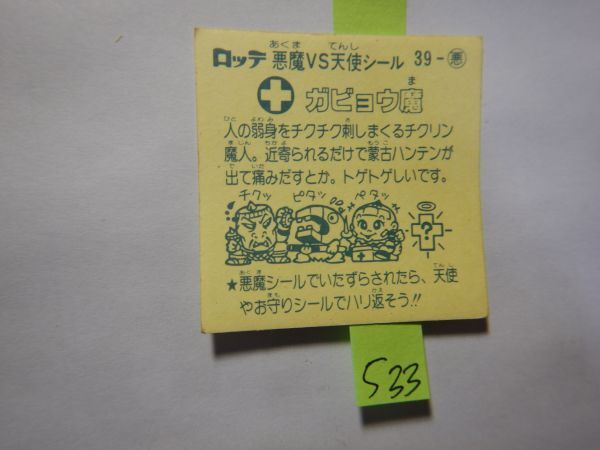 ロッテ 悪魔VS天使シール 39-悪
ガビョウ魔
人の弱身をチクチク刺しまくるチクリン
魔人。近寄られるだけで蒙古ハンテンが
出て痛みだすとか。トゲトゲしいです。
チクッ ピタッ ペタッ
?
★悪魔シールでいたずらされたら、天使
やお守りシールでハリ返そう!!
533